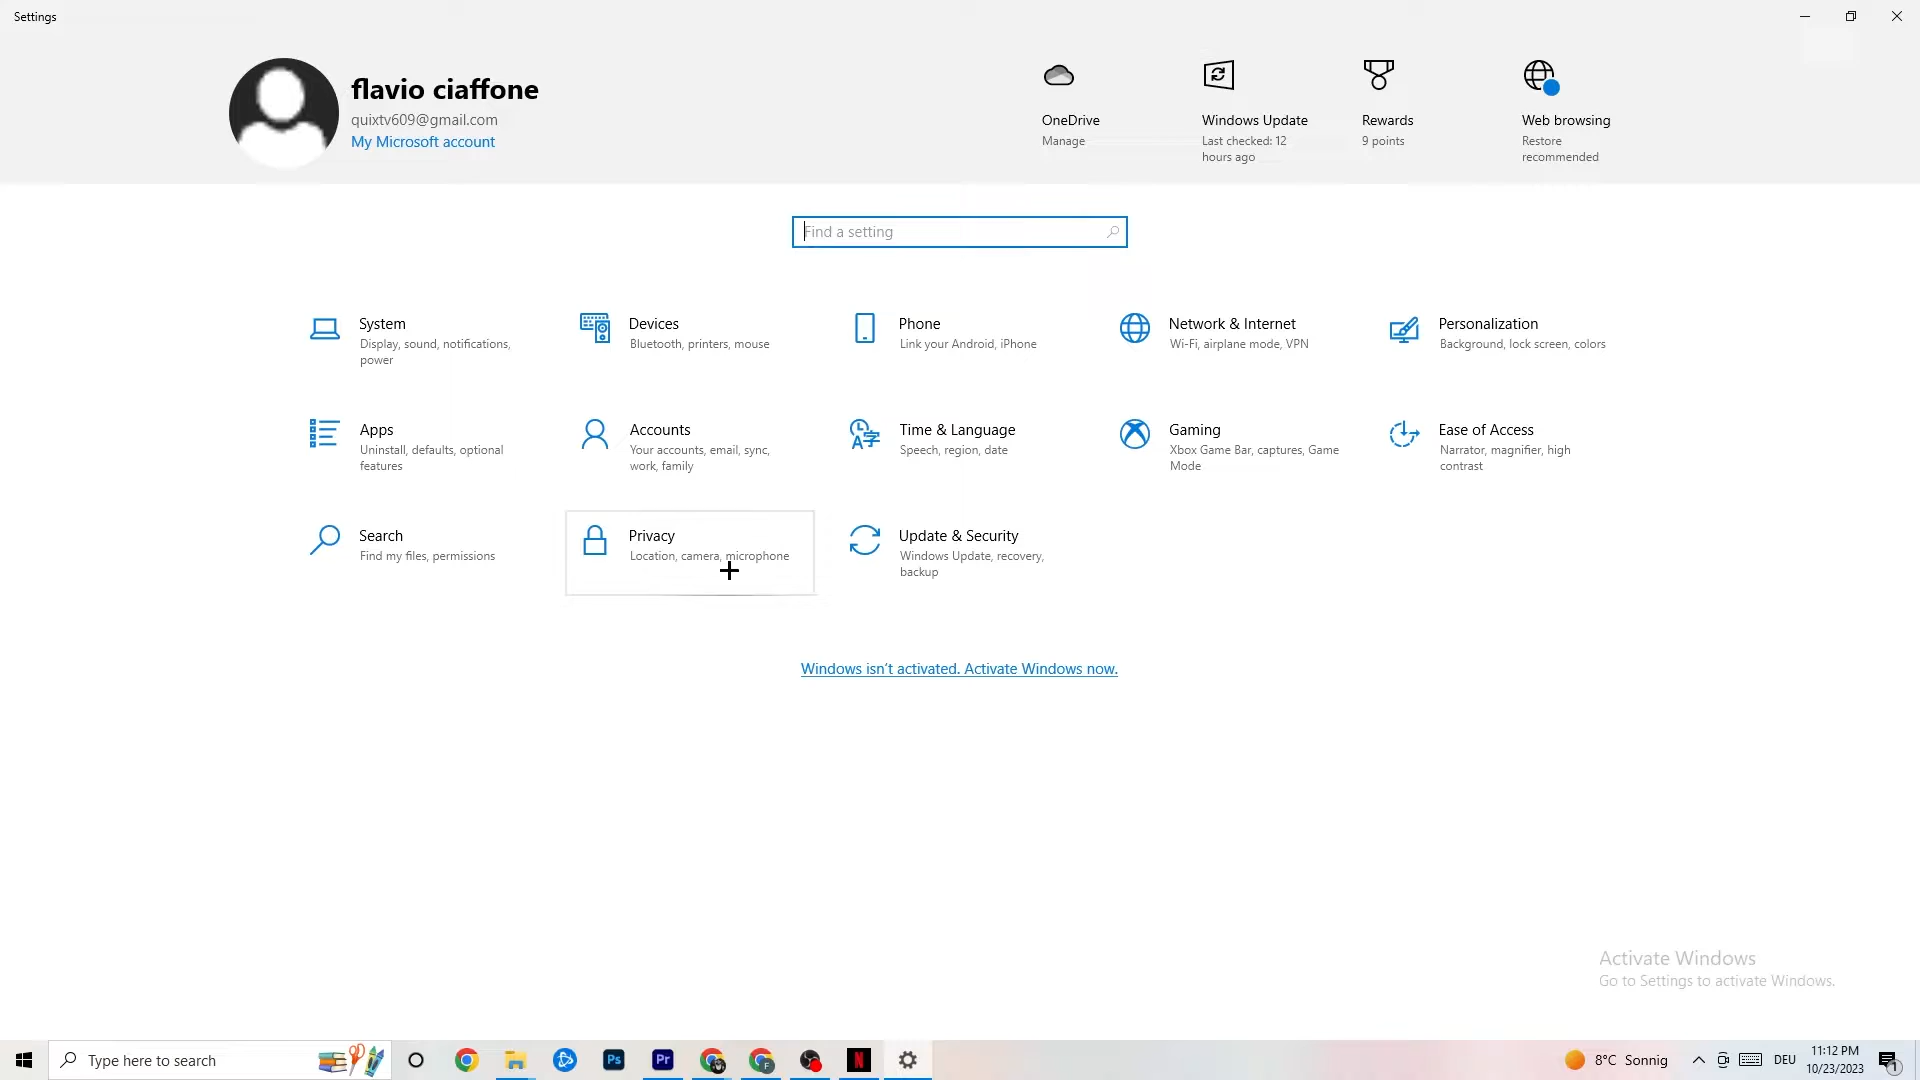 Settings
flavio ciaffone
quixtv609@gmail.com
My Microsoft account
OneDrive
Manage
Windows Update
Last checked: 12
hours ago
Rewards
9 points
Web browsing
Restore
recommended
Find a setting
System
Display, sound, notifications,
power
Devices
Bluetooth, printers, mouse
Phone
Link your Android, iPhone
Network & Internet
Wi-Fi, airplane mode, VPN
Personalization
Background, lock screen, colors
Apps
Uninstall, defaults, optional
features
Accounts
Your accounts, email, sync,
work, family
Time & Language
Speech, region, date
Gaming
Xbox Game Bar, captures, Game
Mode
Ease of Access
Narrator, magnifier, high
contrast
Search
Find my files, permissions
Privacy
Location, camera, microphone
Update & Security
Windows Update, recovery,
backup
Windows isn't activated. Activate Windows now.
Activate Windows
Go to Settings to activate Windows.
Type here to search
Ps
Pr
F
N
8°C Sonnig
DEU
11:12 PM
10/23/2023
1